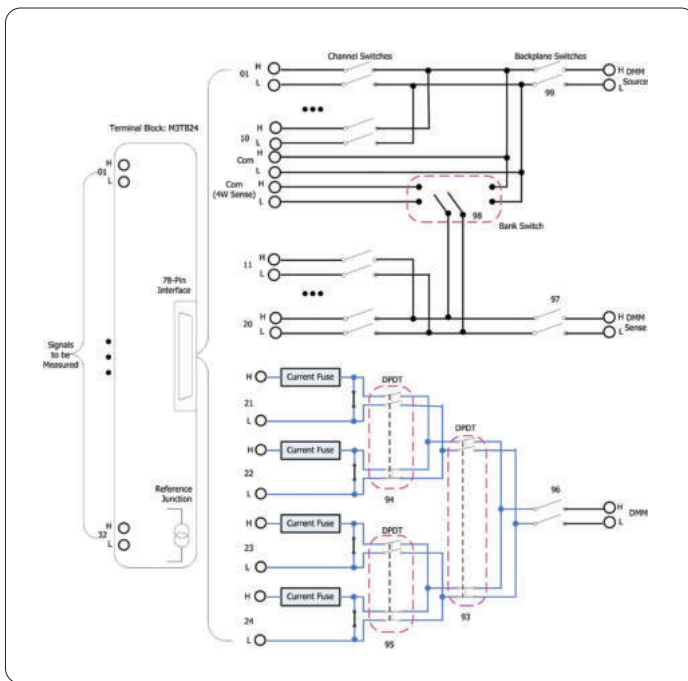 Channel Switches
Backplane Switches
01
H
L
H DMM
L Source
99
Terminal Block: M3TB24
10
H
L
H
Com
L
Com
(4W Sense)
H
L
98
Bank Switch
01
H
L
11
H
L
78-Pin
Interface
97
20
H
L
H DMM
L Sense
Signals
to be
Measured
H
Current Fuse
DPDT
21
L
DPDT
H
Current Fuse
22
94
L
96
H
DMM
L
Reference
Junction
H
Current Fuse
DPDT
23
L
32
H
L
H
Current Fuse
24
93
L
95